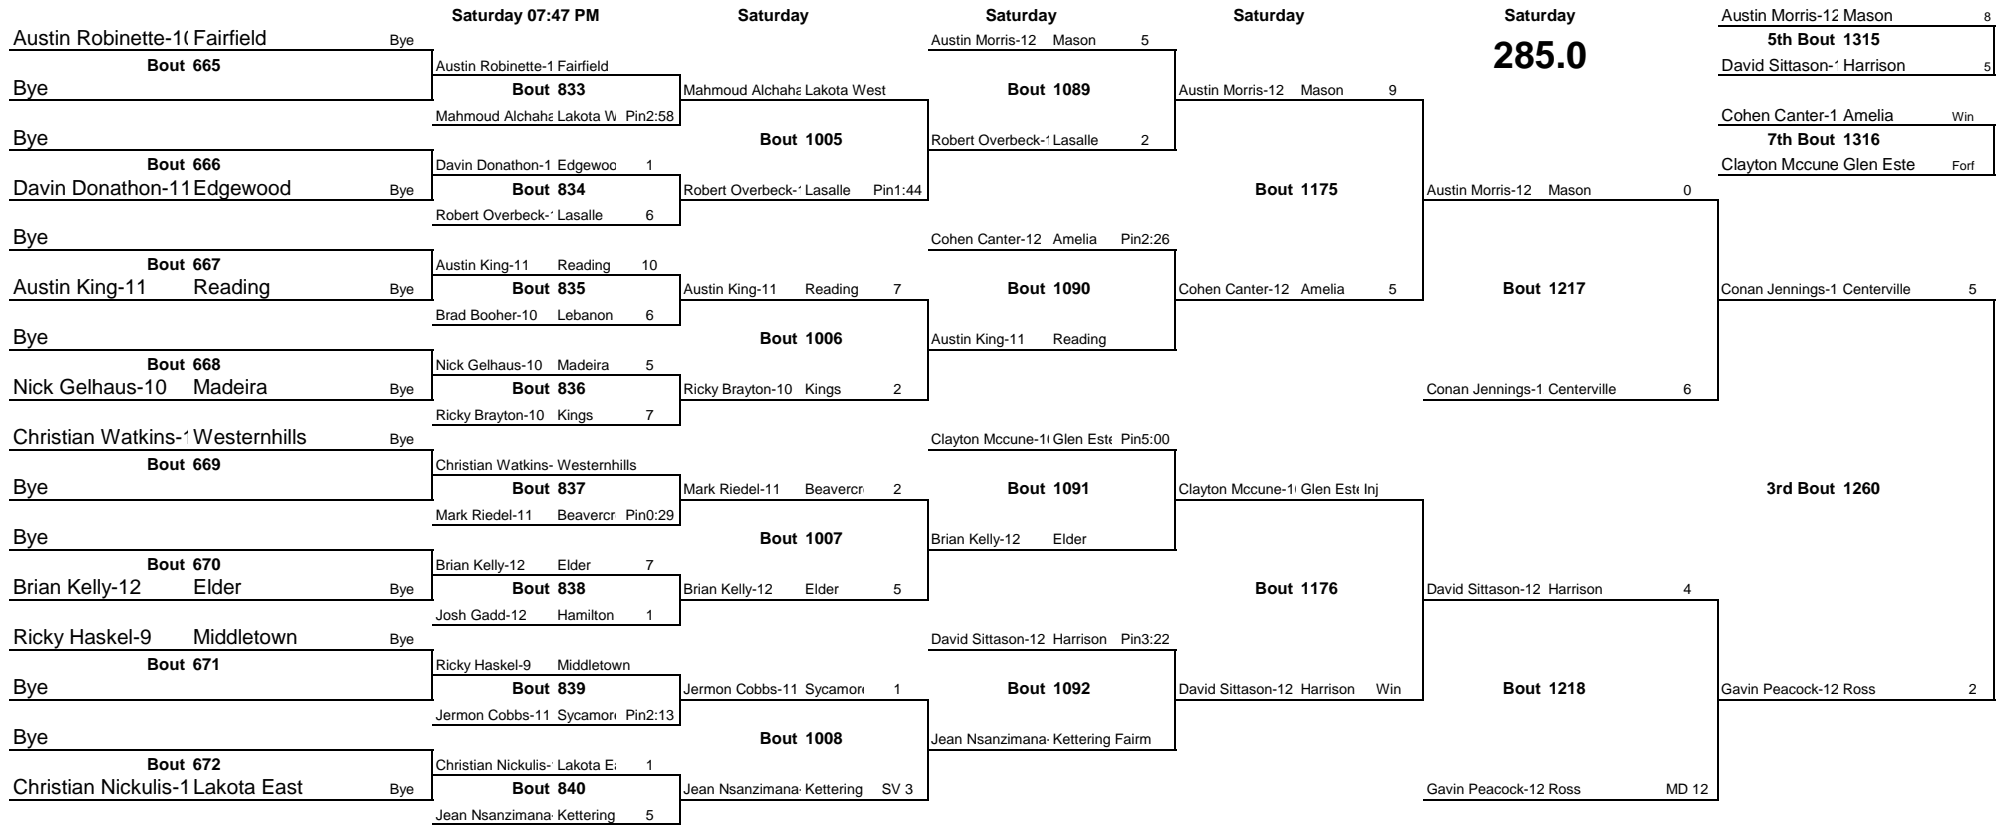 Saturday 07:47 PM Saturday Saturday Saturday Saturday
285.0
Austin Robinette-1( Fairfield Bye
Bout 665
Bye
Bye
Bout 666
Davin Donathon-11 Edgewood Bye
Bye
Bout 667
Austin King-11 Reading Bye
Bye
Bout 668
Nick Gelhaus-10 Madeira Bye
Christian Watkins-1 Westernhills Bye
Bout 669
Bye
Bye
Bout 670
Brian Kelly-12 Elder Bye
Ricky Haskel-9 Middletown Bye
Bout 671
Bye
Bye
Bout 672
Christian Nickulis-1 Lakota East Bye
Austin Robinette-1 Fairfield
Bout 833
Mahmoud Alchaha Lakota W Pin2:58
Davin Donathon-1 Edgewoo 1
Bout 834
Robert Overbeck-1 Lasalle 6
Austin King-11 Reading 10
Bout 835
Brad Booher-10 Lebanon 6
Nick Gelhaus-10 Madeira 5
Bout 836
Ricky Brayton-10 Kings 7
Christian Watkins- Westernhills
Bout 837
Mark Riedel-11 Beavercr Pin0:29
Brian Kelly-12 Elder 7
Bout 838
Josh Gadd-12 Hamilton 1
Ricky Haskel-9 Middletown
Bout 839
Jermon Cobbs-11 Sycamore Pin2:13
Christian Nickulis- Lakota Ea 1
Bout 840
Jean Nsanzimana- Kettering 5
Mahmoud Alchaha Lakota West
Bout 1005
Robert Overbeck-1 Lasalle Pin1:44
Austin King-11 Reading 7
Bout 1006
Ricky Brayton-10 Kings 2
Mark Riedel-11 Beavercr 2
Bout 1007
Brian Kelly-12 Elder 5
Jermon Cobbs-11 Sycamore 1
Bout 1008
Jean Nsanzimana- Kettering SV 3
Austin Morris-12 Mason 5
Bout 1089
Robert Overbeck-1 Lasalle 2
Cohen Canter-12 Amelia Pin2:26
Bout 1090
Austin King-11 Reading
Clayton Mccune-1( Glen Este Pin5:00
Bout 1091
Brian Kelly-12 Elder
David Sittason-12 Harrison Pin3:22
Bout 1092
Jean Nsanzimana- Kettering Fairm
Austin Morris-12 Mason 9
Bout 1175
Cohen Canter-12 Amelia 5
Clayton Mccune-1( Glen Este Inj
Bout 1176
David Sittason-12 Harrison Win
Austin Morris-12 Mason 0
Bout 1217
Conan Jennings-1 Centerville 6
David Sittason-12 Harrison 4
Bout 1218
Gavin Peacock-12 Ross MD 12
Austin Morris-12 Mason 8
5th Bout 1315
David Sittason-1 Harrison 5
Cohen Canter-1 Amelia Win
7th Bout 1316
Clayton Mccune Glen Este Forf
Conan Jennings-1 Centerville 5
3rd Bout 1260
Gavin Peacock-12 Ross 2